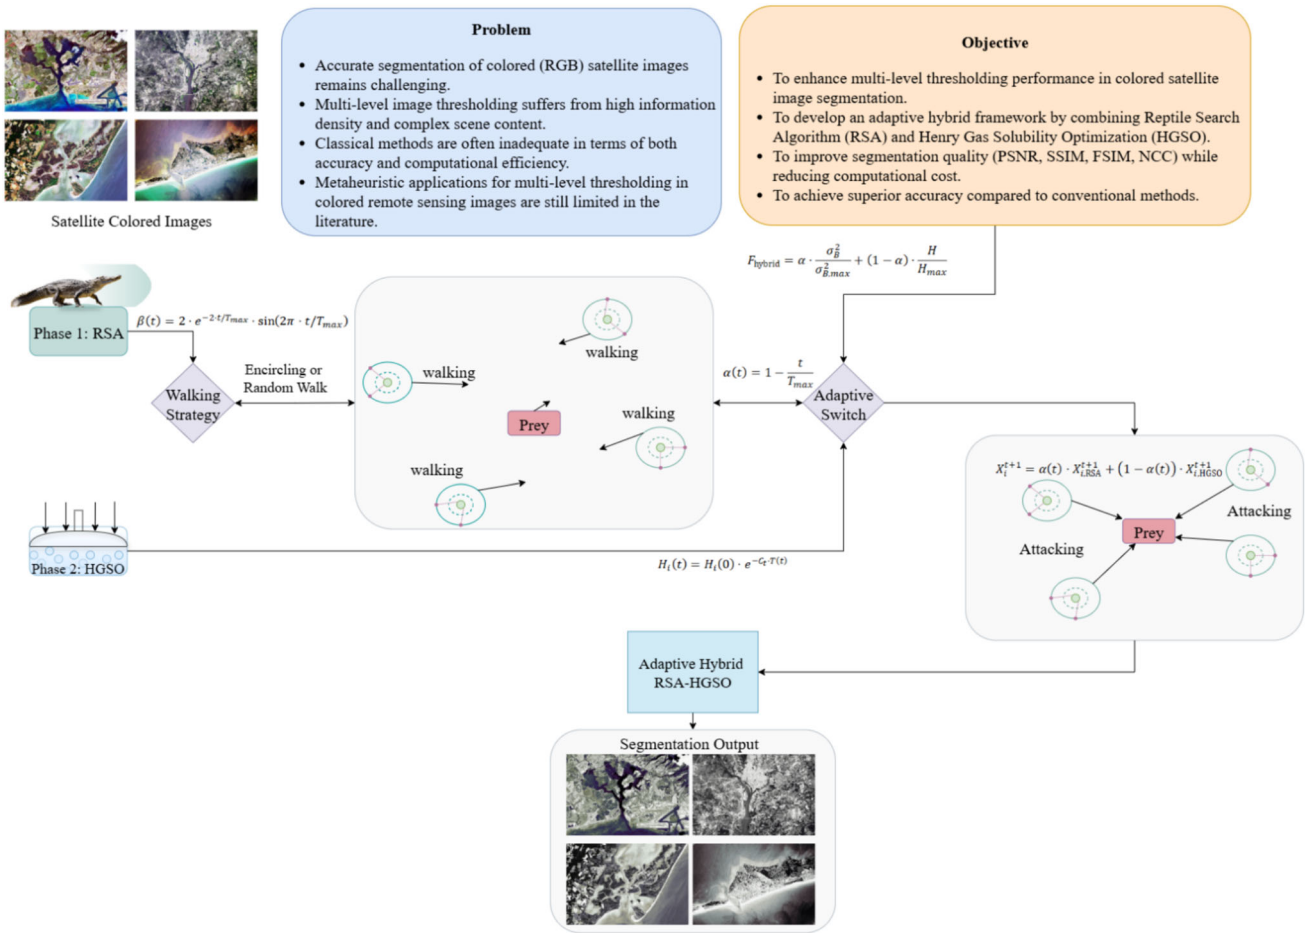 Satellite Colored Images
Problem
• Accurate segmentation of colored (RGB) satellite images
remains challenging.
• Multi-level image thresholding suffers from high information
density and complex scene content.
• Classical methods are often inadequate in terms of both
accuracy and computational efficiency.
• Metaheuristic applications for multi-level thresholding in
colored remote sensing images are still limited in the
literature.
Objective
• To enhance multi-level thresholding performance in colored satellite
image segmentation.
• To develop an adaptive hybrid framework by combining Reptile Search
Algorithm (RSA) and Henry Gas Solubility Optimization (HGSO).
• To improve segmentation quality (PSNR, SSIM, FSIM, NCC) while
reducing computational cost.
• To achieve superior accuracy compared to conventional methods.
F_hybrid = α · σ_B^2 / σ_{B.max}^2 + (1 − α) · H / H_max
Phase 1: RSA
β(t) = 2 · e^{−2·t/T_max} · sin(2π · t/T_max)
Walking
Strategy
Encircling or
Random Walk
walking
walking
walking
walking
Prey
α(t) = 1 − t / T_max
Adaptive
Switch
X_i^{t+1} = α(t) · X_{i.RSA}^{t+1} + (1 − α(t)) · X_{i.HGSO}^{t+1}
Attacking
Prey
Attacking
Phase 2: HGSO
H_i(t) = H_i(0) · e^{−C_t·T(t)}
Adaptive Hybrid
RSA-HGSO
Segmentation Output